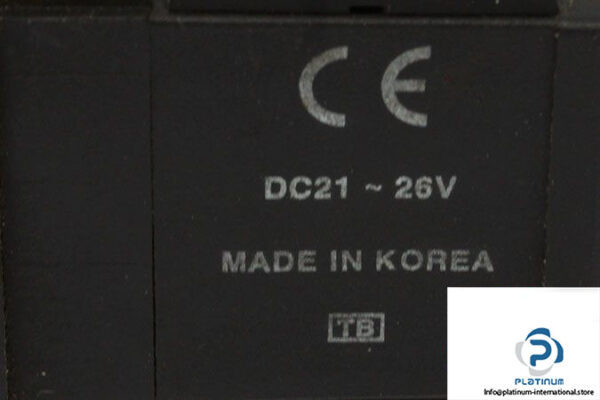 CE
DC21 ~ 26V
MADE IN KOREA
TB
P
PLATINUM
Info@platinum-international.store